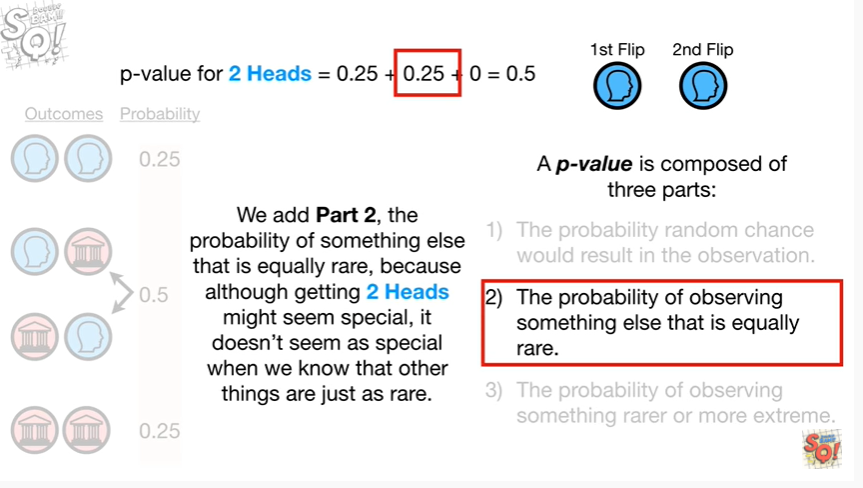 SQ!
p-value for 2 Heads = 0.25 + 0.25 + 0 = 0.5
1st Flip 2nd Flip
Outcomes Probability
0.25
0.5
0.25
We add Part 2, the
probability of something else
that is equally rare, because
although getting 2 Heads
might seem special, it
doesn't seem as special
when we know that other
things are just as rare.
A p-value is composed of
three parts:
1) The probability random chance
would result in the observation.
2) The probability of observing
something else that is equally
rare.
3) The probability of observing
something rarer or more extreme.
SQ!